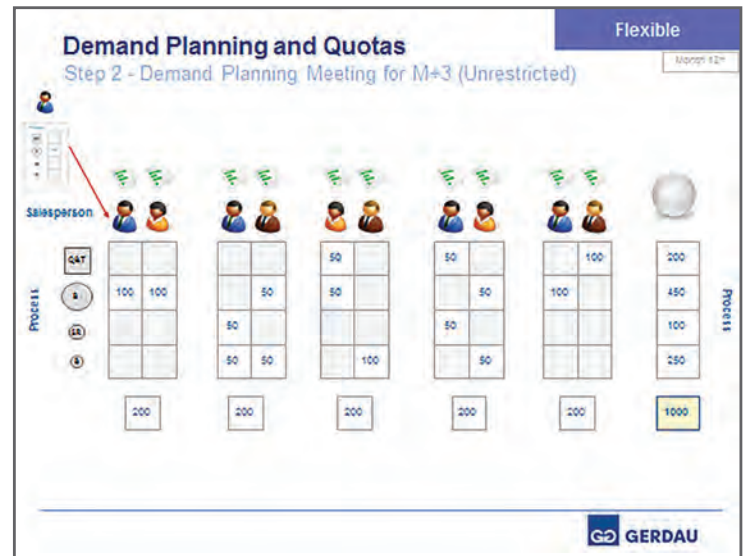 Flexible
Demand Planning and Quotas
Step 2 - Demand Planning Meeting for M+3 (Unrestricted)
Salesperson
Process
Process
Q&T 50 50 100 200
100 100 50 50 50 100 450
50 50 100
50 50 100 50 250
200 200 200 200 200 1000
GERDAU